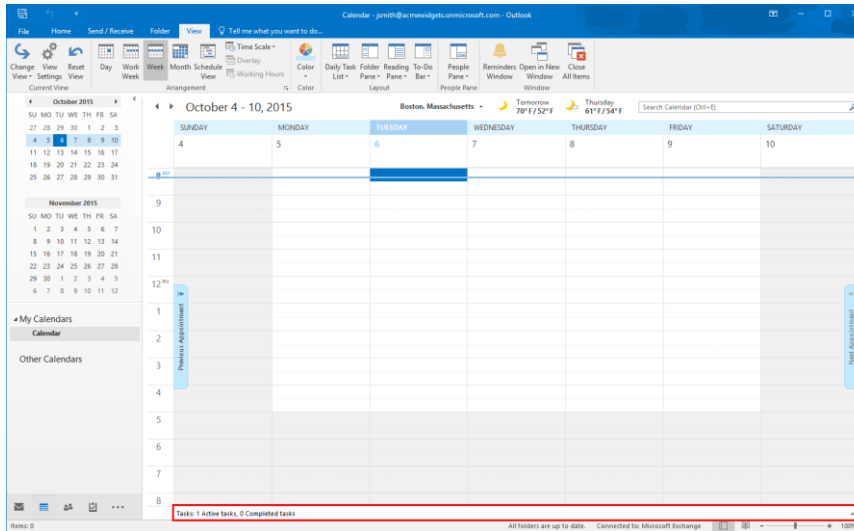 Calendar - jsmith@acmewidgets.onmicrosoft.com - Outlook
File Home Send / Receive Folder View Tell me what you want to do...
Change View View Settings Reset View
Current View
Day Work Week Week Month Schedule View
Time Scale
Overlay
Working Hours
Arrangement
Color
Color
Daily Task List Folder Pane Reading Pane To-Do Bar
Layout
People Pane
People Pane
Reminders Window Open in New Window Close All Items
Window
October 2015
SU MO TU WE TH FR SA
27 28 29 30 1 2 3
4 5 6 7 8 9 10
11 12 13 14 15 16 17
18 19 20 21 22 23 24
25 26 27 28 29 30 31
November 2015
SU MO TU WE TH FR SA
1 2 3 4 5 6 7
8 9 10 11 12 13 14
15 16 17 18 19 20 21
22 23 24 25 26 27 28
29 30 1 2 3 4 5
6 7 8 9 10 11 12
My Calendars
Calendar
Other Calendars
October 4 - 10, 2015
Boston, Massachusetts
Tomorrow
70°F/52°F
Thursday
61°F/54°F
Search Calendar (Ctrl+E)
SUNDAY MONDAY TUESDAY WEDNESDAY THURSDAY FRIDAY SATURDAY
4 5 6 7 8 9 10
8 AM
9
10
11
12 PM
1
2
3
4
5
6
7
8
Previous Appointment
Next Appointment
Tasks: 1 Active tasks, 0 Completed tasks
Items: 0 All folders are up to date. Connected to: Microsoft Exchange 100%